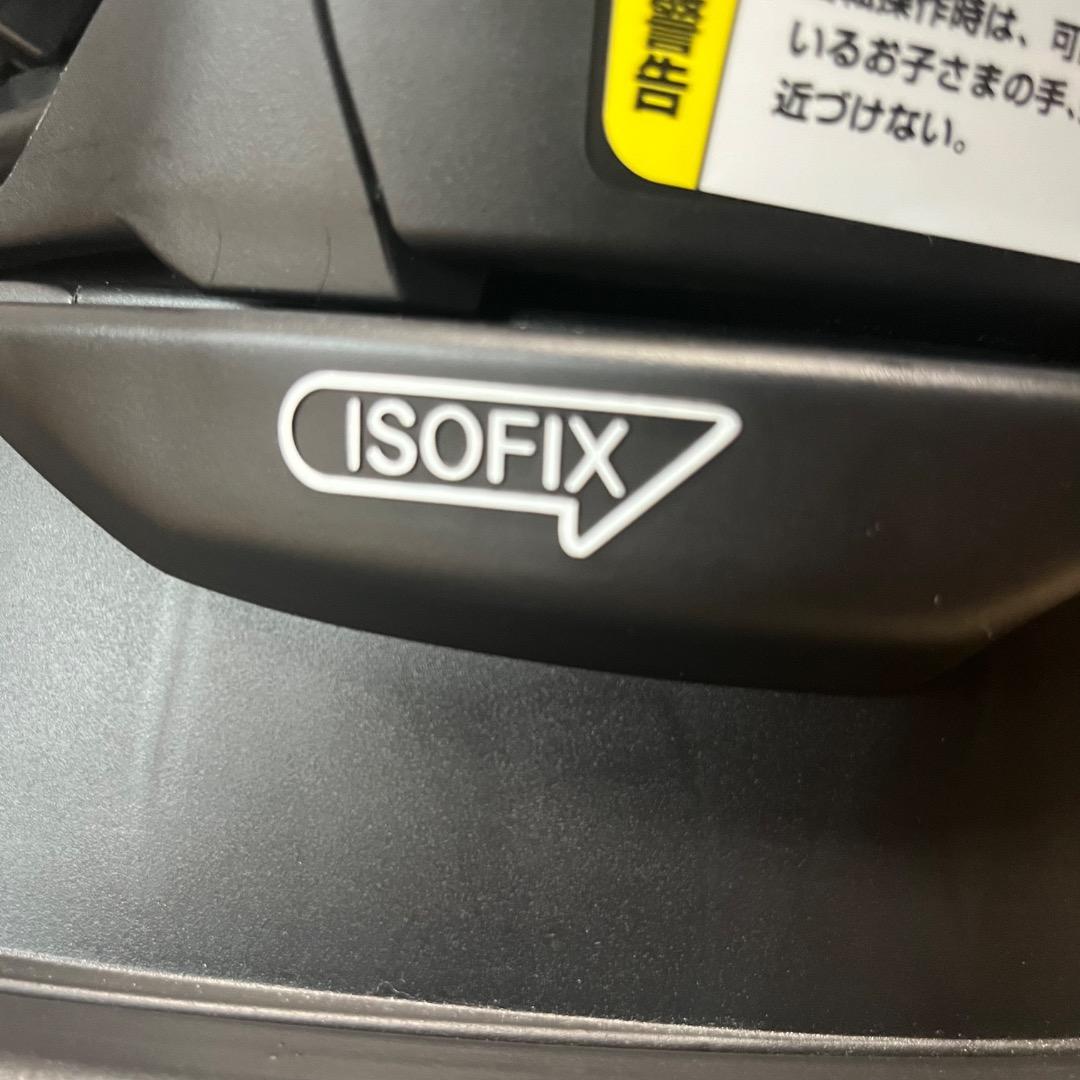 警告
操作時は、可
いるお子さまの手、
近づけない。
ISOFIX